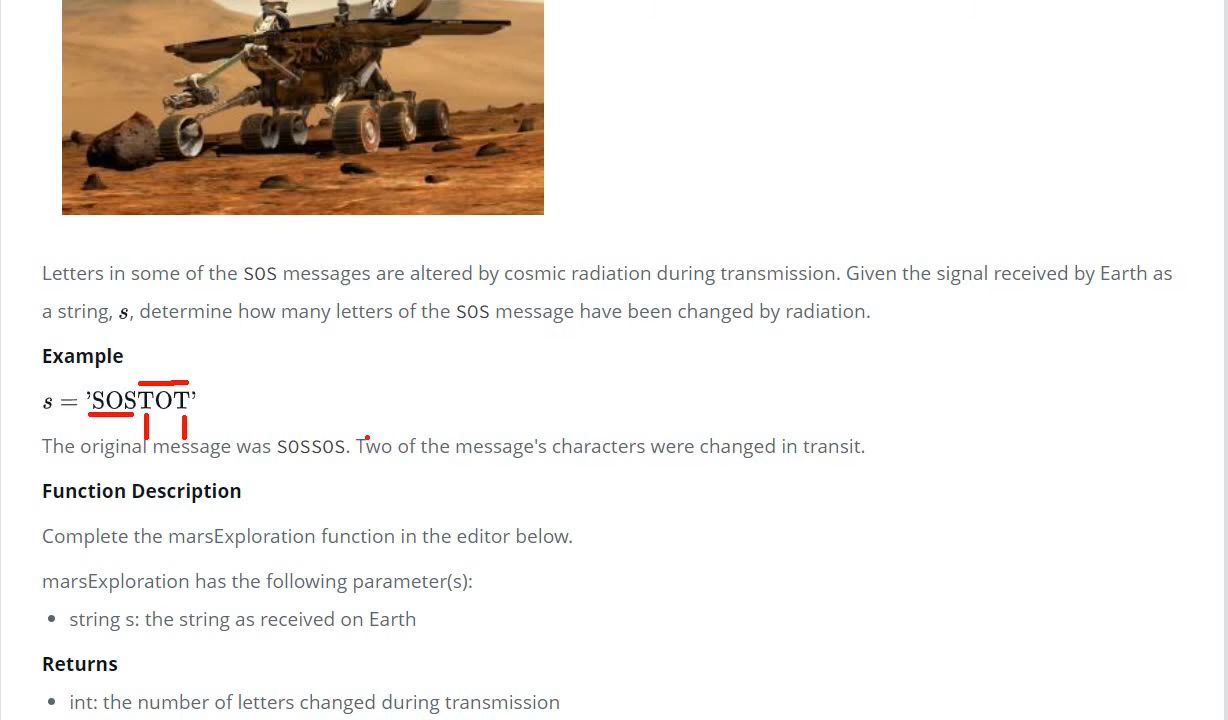 Letters in some of the SOS messages are altered by cosmic radiation during transmission. Given the signal received by Earth as
a string, s, determine how many letters of the SOS message have been changed by radiation.
Example
s = 'SOSTOT'
The original message was SOSSOS. Two of the message's characters were changed in transit.
Function Description
Complete the marsExploration function in the editor below.
marsExploration has the following parameter(s):
• string s: the string as received on Earth
Returns
• int: the number of letters changed during transmission